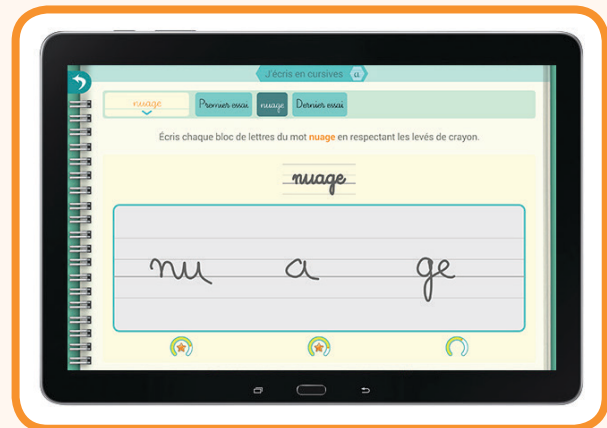 J'écris en cursives u
nuage Premier essai nuage Dernier essai
Écris chaque bloc de lettres du mot nuage en respectant les levés de crayon.
nuage
nu a ge